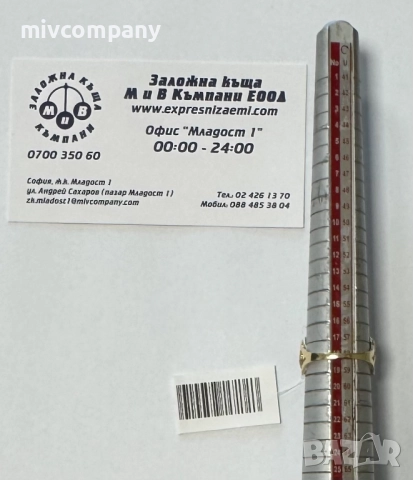 mivcompany
ЗАЛОЖНА КЪЩА
М и В
КЪМПАНИ
0700 350 60
Заложна къща
М и В Къмпани ЕООД
www.expresnizaemi.com
Офис "Младост 1"
00:00 - 24:00
София, ж.к. Младост 1
ул. Андрей Сахаров (пазар Младост 1)
zh.mladost1@mivcompany.com
Тел. 02 426 13 70
Мобил. 088 485 38 04
BAZAR